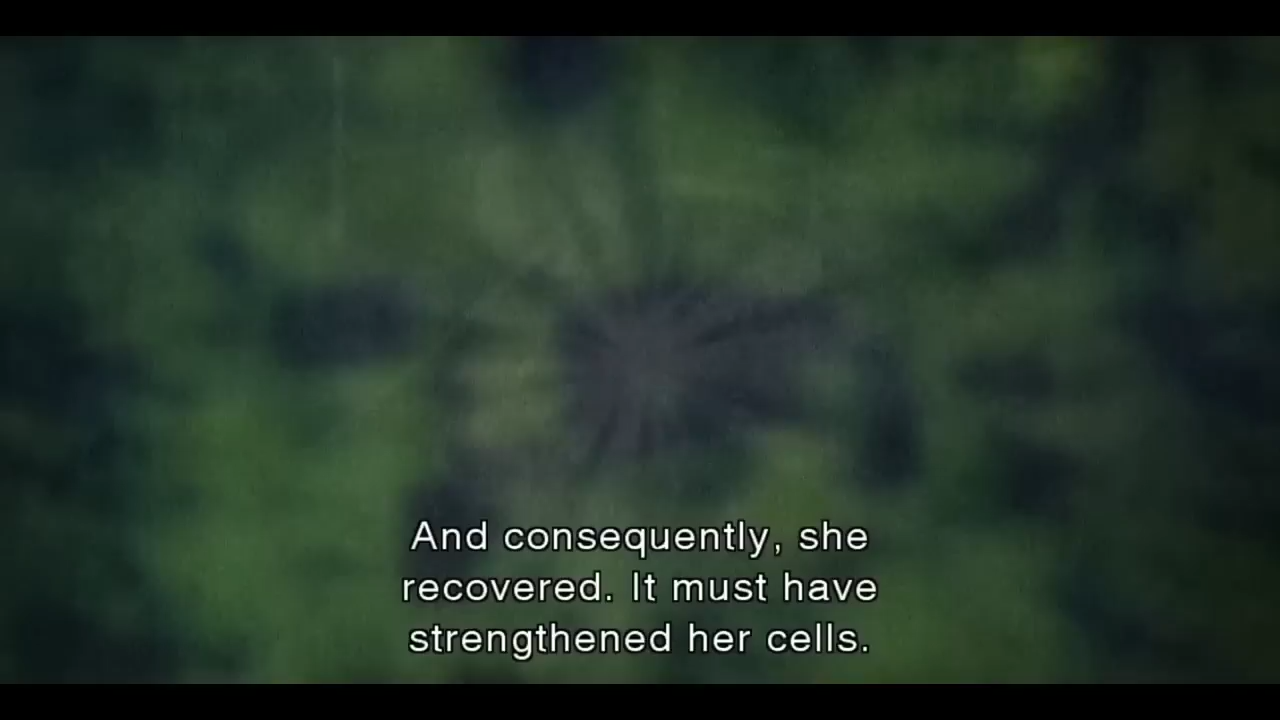 And consequently, she
recovered. It must have
strengthened her cells.